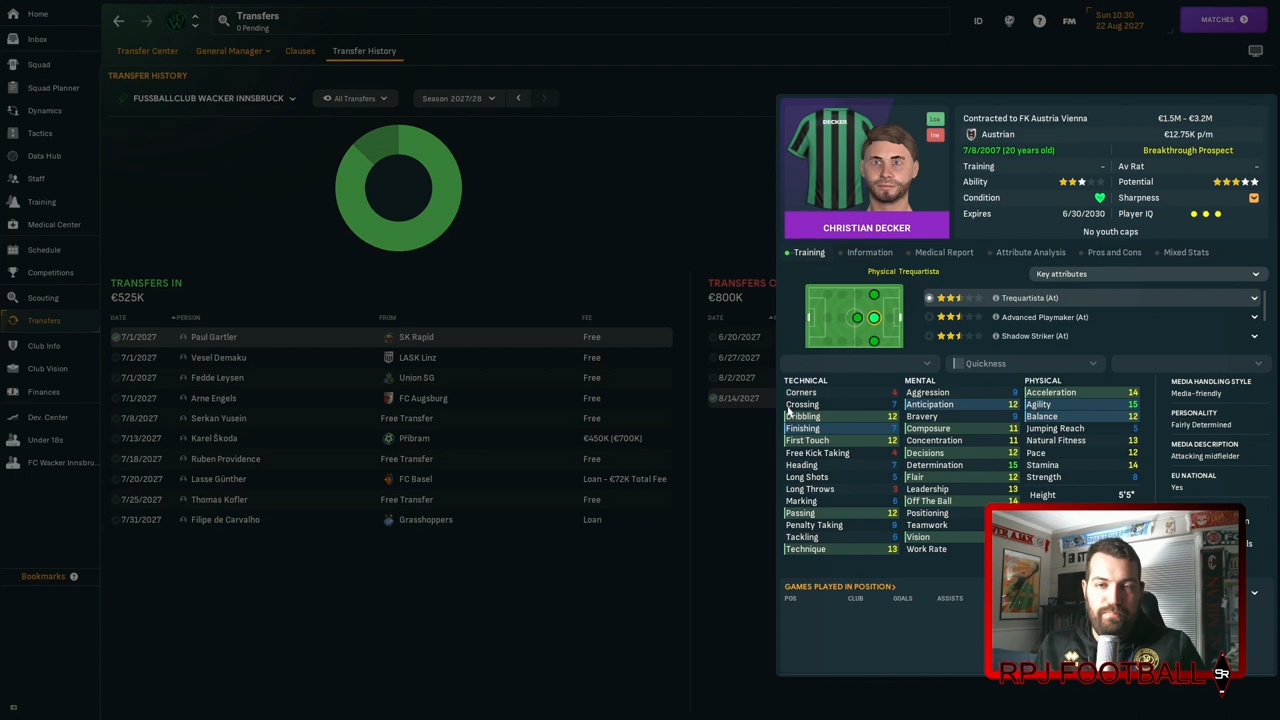 Home
Inbox
Squad
Squad Planner
Dynamics
Tactics
Data Hub
Staff
Training
Medical Center
Schedule
Competitions
Scouting
Transfers
Club Info
Club Vision
Finances
Dev. Center
Under 18s
FC Wacker Innsbru...
Bookmarks ?
Transfers
0 Pending
ID ? FM
Sun 10:30
22 Aug 2027
MATCHES
Transfer Center General Manager Clauses Transfer History
TRANSFER HISTORY
FUSSBALLCLUB WACKER INNSBRUCK All Transfers Season 2027/28
TRANSFERS IN
€525K
DATE PERSON FROM FEE
7/1/2027 Paul Gartler SK Rapid Free
7/1/2027 Vesel Demaku LASK Linz Free
7/1/2027 Fedde Leysen Union SG Free
7/1/2027 Arne Engels FC Augsburg Free
7/8/2027 Serkan Yusein Free Transfer Free
7/13/2027 Karel Škoda Příbram €450K (€700K)
7/18/2027 Ruben Providence Free Transfer Free
7/20/2027 Lasse Günther FC Basel Loan - €72K Total Fee
7/25/2027 Thomas Kofler Free Transfer Free
7/31/2027 Filipe de Carvalho Grasshoppers Loan
TRANSFERS O
€800K
DATE
6/20/2027
6/27/2027
8/2/2027
8/14/2027
DECKER
Loa
Ine
CHRISTIAN DECKER
Contracted to FK Austria Vienna €1.5M - €3.2M
Austrian €12.75K p/m
7/8/2007 (20 years old) Breakthrough Prospect
Training - Av Rat -
Ability Potential
Condition Sharpness
Expires 6/30/2030 Player IQ
No youth caps
Training Information Medical Report Attribute Analysis Pros and Cons Mixed Stats
Physical Trequartista
Key attributes
Trequartista (At)
Advanced Playmaker (At)
Shadow Striker (At)
Quickness
TECHNICAL
Corners 4
Crossing 7
Dribbling 12
Finishing 7
First Touch 12
Free Kick Taking 4
Heading 7
Long Shots 5
Long Throws 3
Marking 6
Passing 12
Penalty Taking 9
Tackling 6
Technique 13
MENTAL
Aggression 9
Anticipation 12
Bravery 9
Composure 11
Concentration 11
Decisions 12
Determination 15
Flair 12
Leadership 13
Off The Ball 14
Positioning
Teamwork
Vision
Work Rate
PHYSICAL
Acceleration 14
Agility 15
Balance 12
Jumping Reach 5
Natural Fitness 13
Pace 12
Stamina 14
Strength 8
Height 5'5"
MEDIA HANDLING STYLE
Media-friendly
PERSONALITY
Fairly Determined
MEDIA DESCRIPTION
Attacking midfielder
EU NATIONAL
Yes
GAMES PLAYED IN POSITION >
POS CLUB GOALS ASSISTS
RPJ FOOTBALL